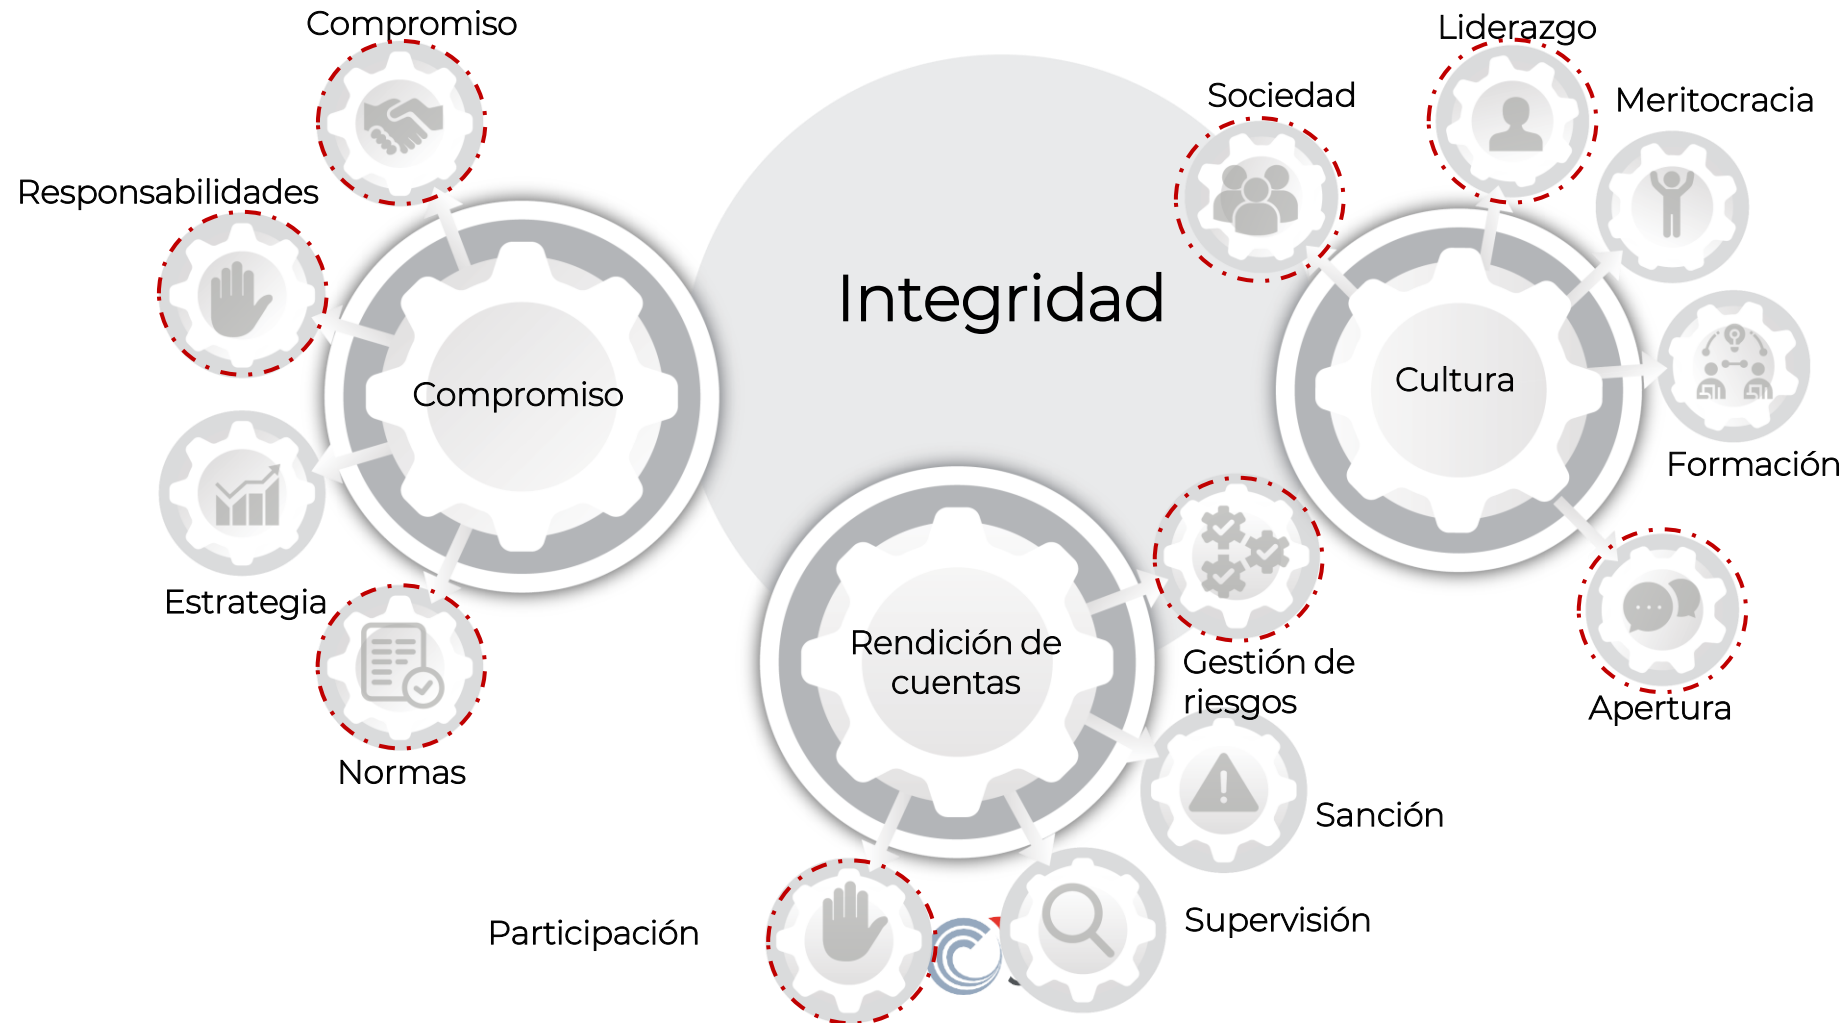 Compromiso
Responsabilidades
Compromiso
Estrategia
Normas
Integridad
Sociedad
Liderazgo
Meritocracia
Cultura
Formación
Apertura
Rendición de
cuentas
Gestión de
riesgos
Sanción
Supervisión
Participación